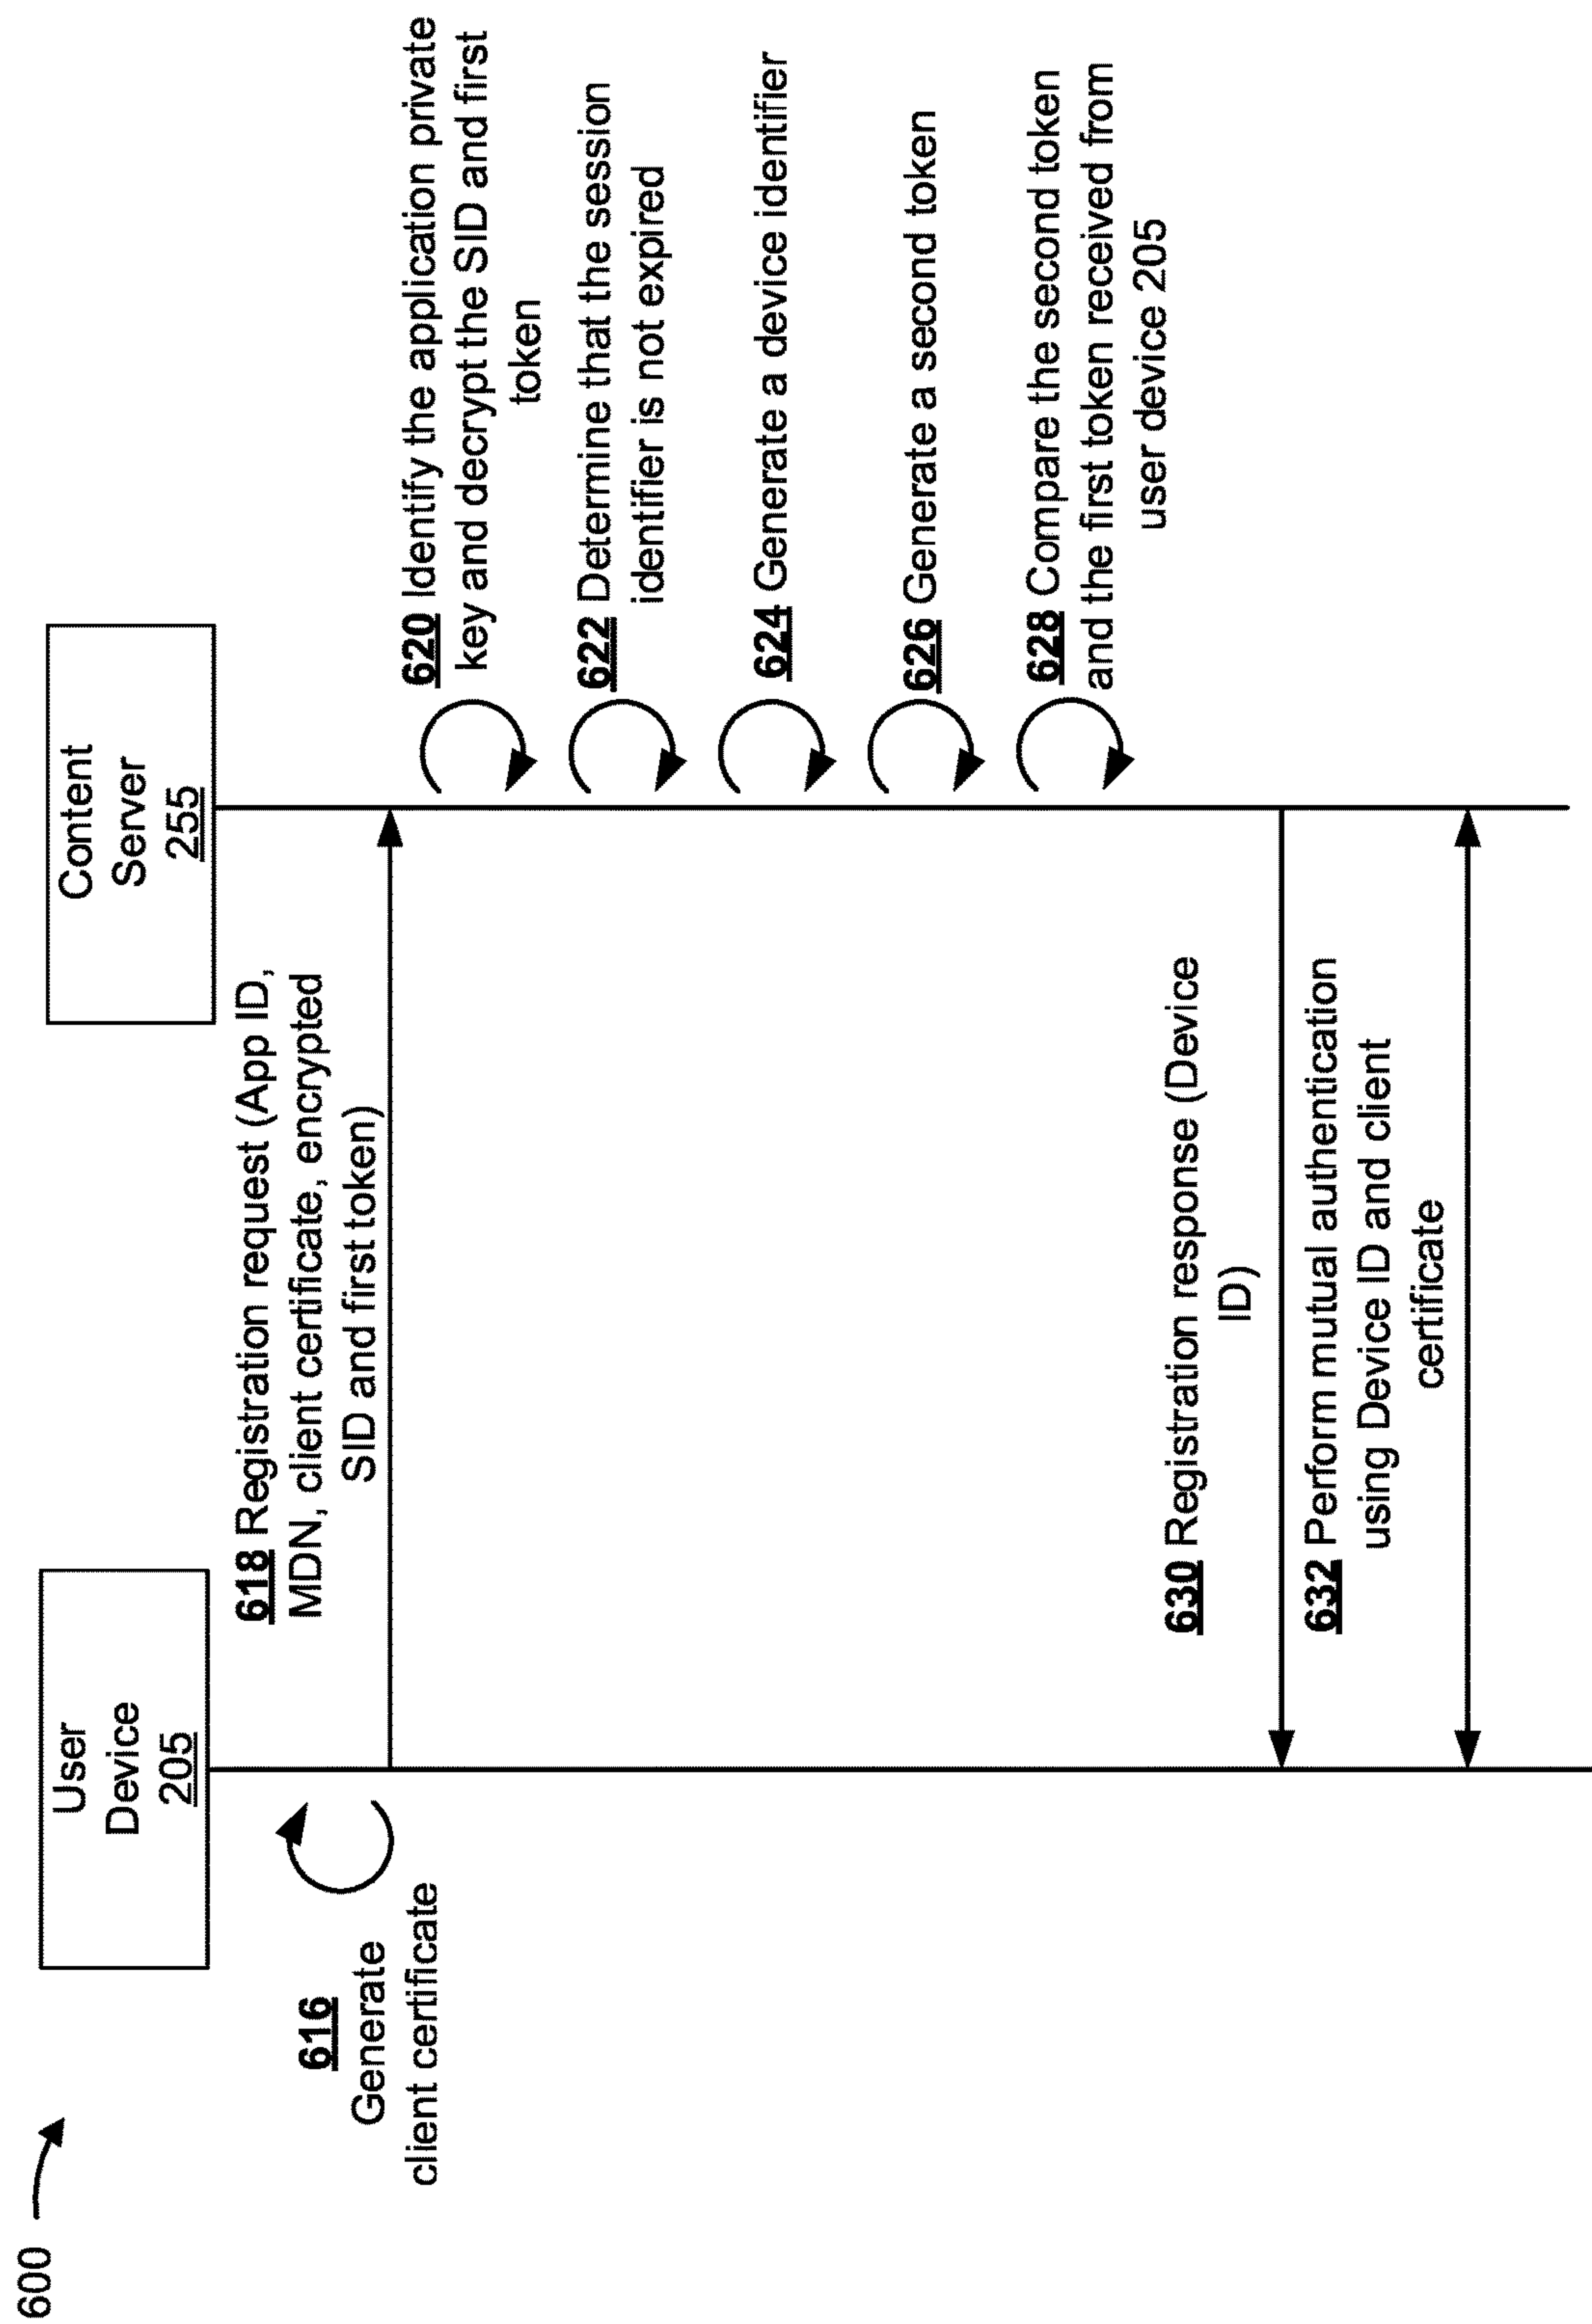 600
User
Device
205
Content
Server
255
616
Generate
client certificate
618 Registration request (App ID,
MDN, client certificate, encrypted
SID and first token)
620 Identify the application private
key and decrypt the SID and first
token
622 Determine that the session
identifier is not expired
624 Generate a device identifier
626 Generate a second token
628 Compare the second token
and the first token received from
user device 205
630 Registration response (Device
ID)
632 Perform mutual authentication
using Device ID and client
certificate